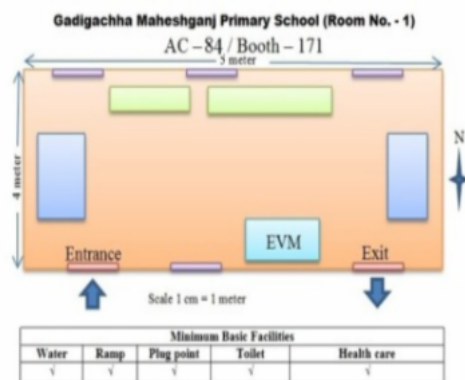 Gadigachha Maheshganj Primary School (Room No. - 1)
AC – 84 / Booth – 171
5 meter
4 meter
N
EVM
Entrance
Exit
Scale 1 cm = 1 meter
Minimum Basic Facilities
Water Ramp Plug point Toilet Health care
√ √ √ √ √